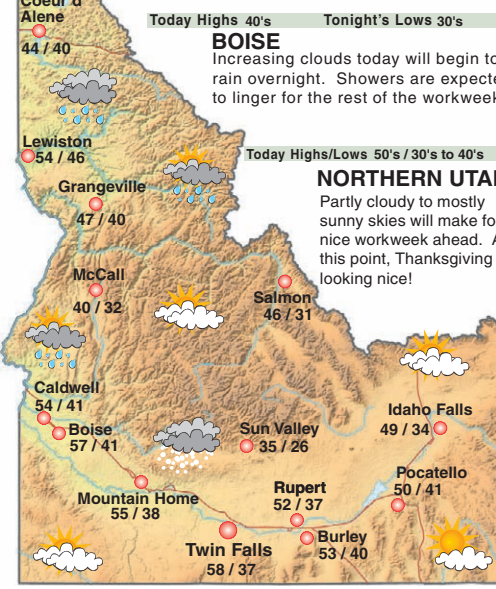 Coeur d'
Alene
44 / 40
Today Highs 40's Tonight's Lows 30's
BOISE
Increasing clouds today will begin to
rain overnight. Showers are expecte
to linger for the rest of the workweek
Lewiston
54 / 46
Today Highs/Lows 50's / 30's to 40's
NORTHERN UTA
Partly cloudy to mostly
sunny skies will make fo
nice workweek ahead. A
this point, Thanksgiving
looking nice!
Grangeville
47 / 40
McCall
40 / 32
Salmon
46 / 31
Caldwell
54 / 41
Boise
57 / 41
Sun Valley
35 / 26
Idaho Falls
49 / 34
Mountain Home
55 / 38
Rupert
52 / 37
Pocatello
50 / 41
Twin Falls
58 / 37
Burley
53 / 40